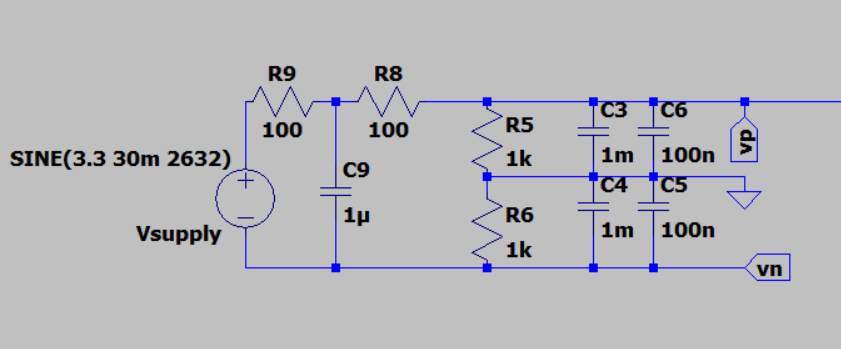 R9
R8
100
100
SINE(3.3 30m 2632)
Vsupply
C9
1µ
R5
1k
R6
1k
C3
1m
C6
100n
C4
1m
C5
100n
vp
vn